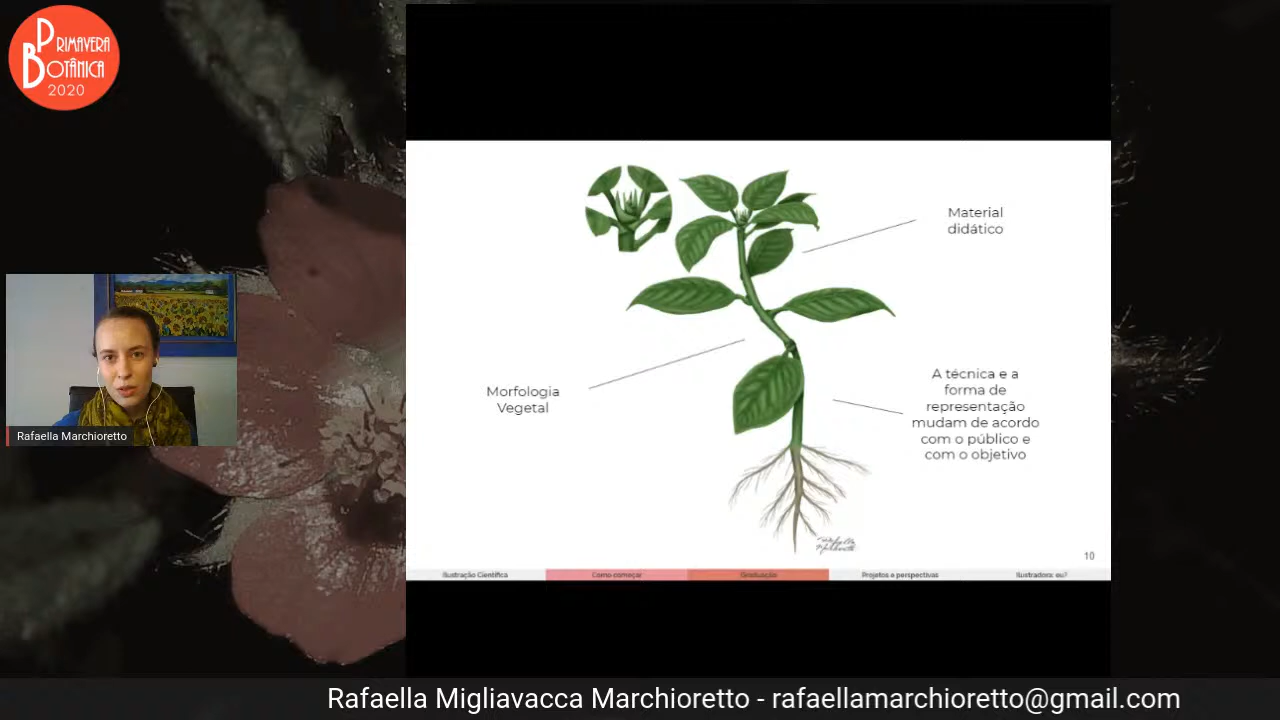 PRIMAVERA
BOTÂNICA
2020
Material
didático
Morfologia
Vegetal
A técnica e a
forma de
representação
mudam de acordo
com o público e
com o objetivo
10
Ilustração Científica
Como começar
Graduação
Projetos e perspectivas
Ilustradora: eu?
Rafaella Marchioretto
Rafaella Migliavacca Marchioretto - rafaellamarchioretto@gmail.com